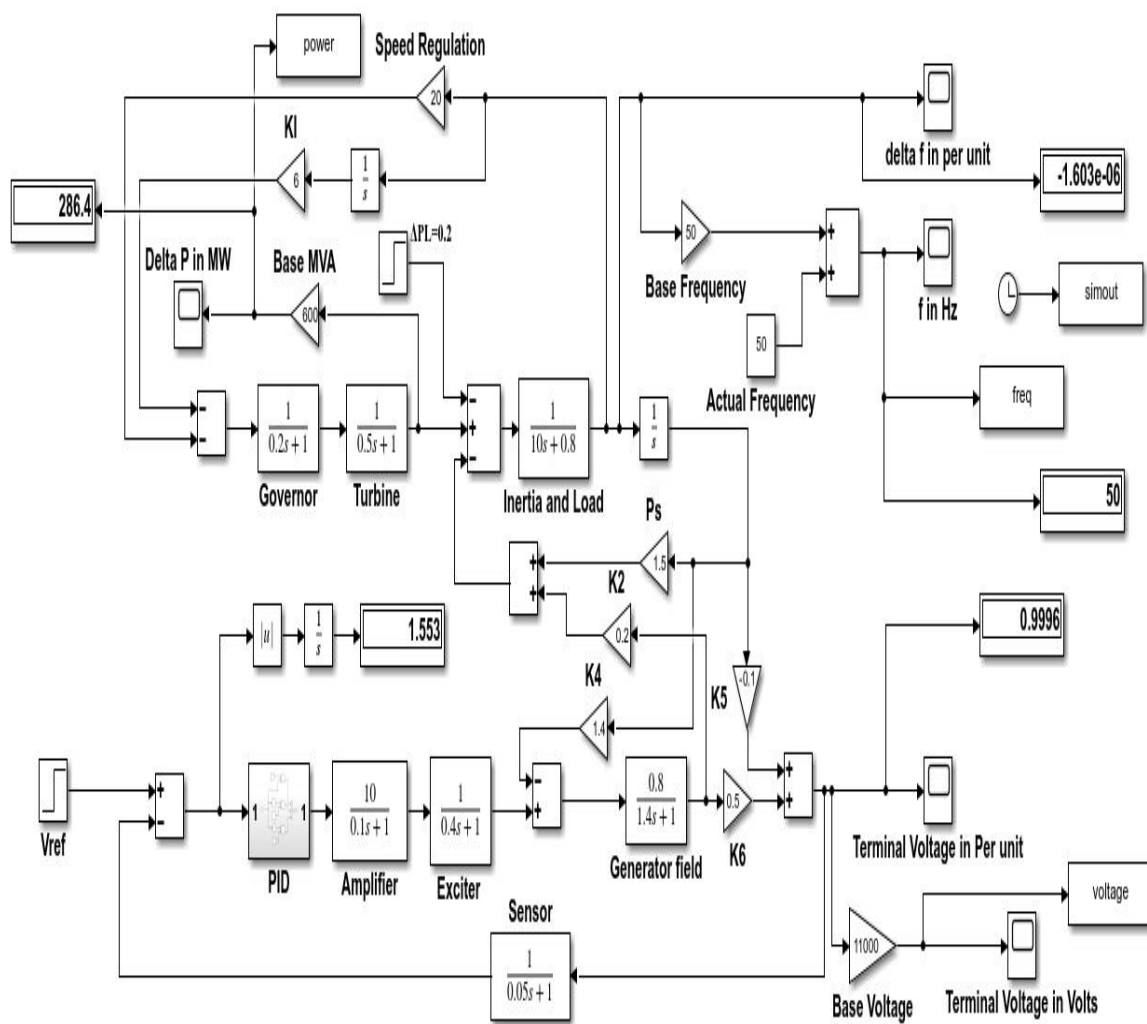 power
Speed Regulation
20
KI
6
1
s
delta f in per unit
-1.603e-06
286.4
ΔPL=0.2
Delta P in MW
Base MVA
600
50
Base Frequency
+
+
f in Hz
simout
50
Actual Frequency
freq
-
-
1
0.2s+1
Governor
1
0.5s+1
Turbine
-
+
-
1
10s+0.8
Inertia and Load
1
s
50
Ps
1.5
+
+
K2
0.2
|u|
1
s
1.553
0.9996
K4
1.4
K5
-0.1
Vref
+
-
1
1
PID
10
0.1s+1
Amplifier
1
0.4s+1
Exciter
-
+
0.8
1.4s+1
Generator field
0.5
K6
+
+
Terminal Voltage in Per unit
voltage
Sensor
1
0.05s+1
11000
Base Voltage
Terminal Voltage in Volts